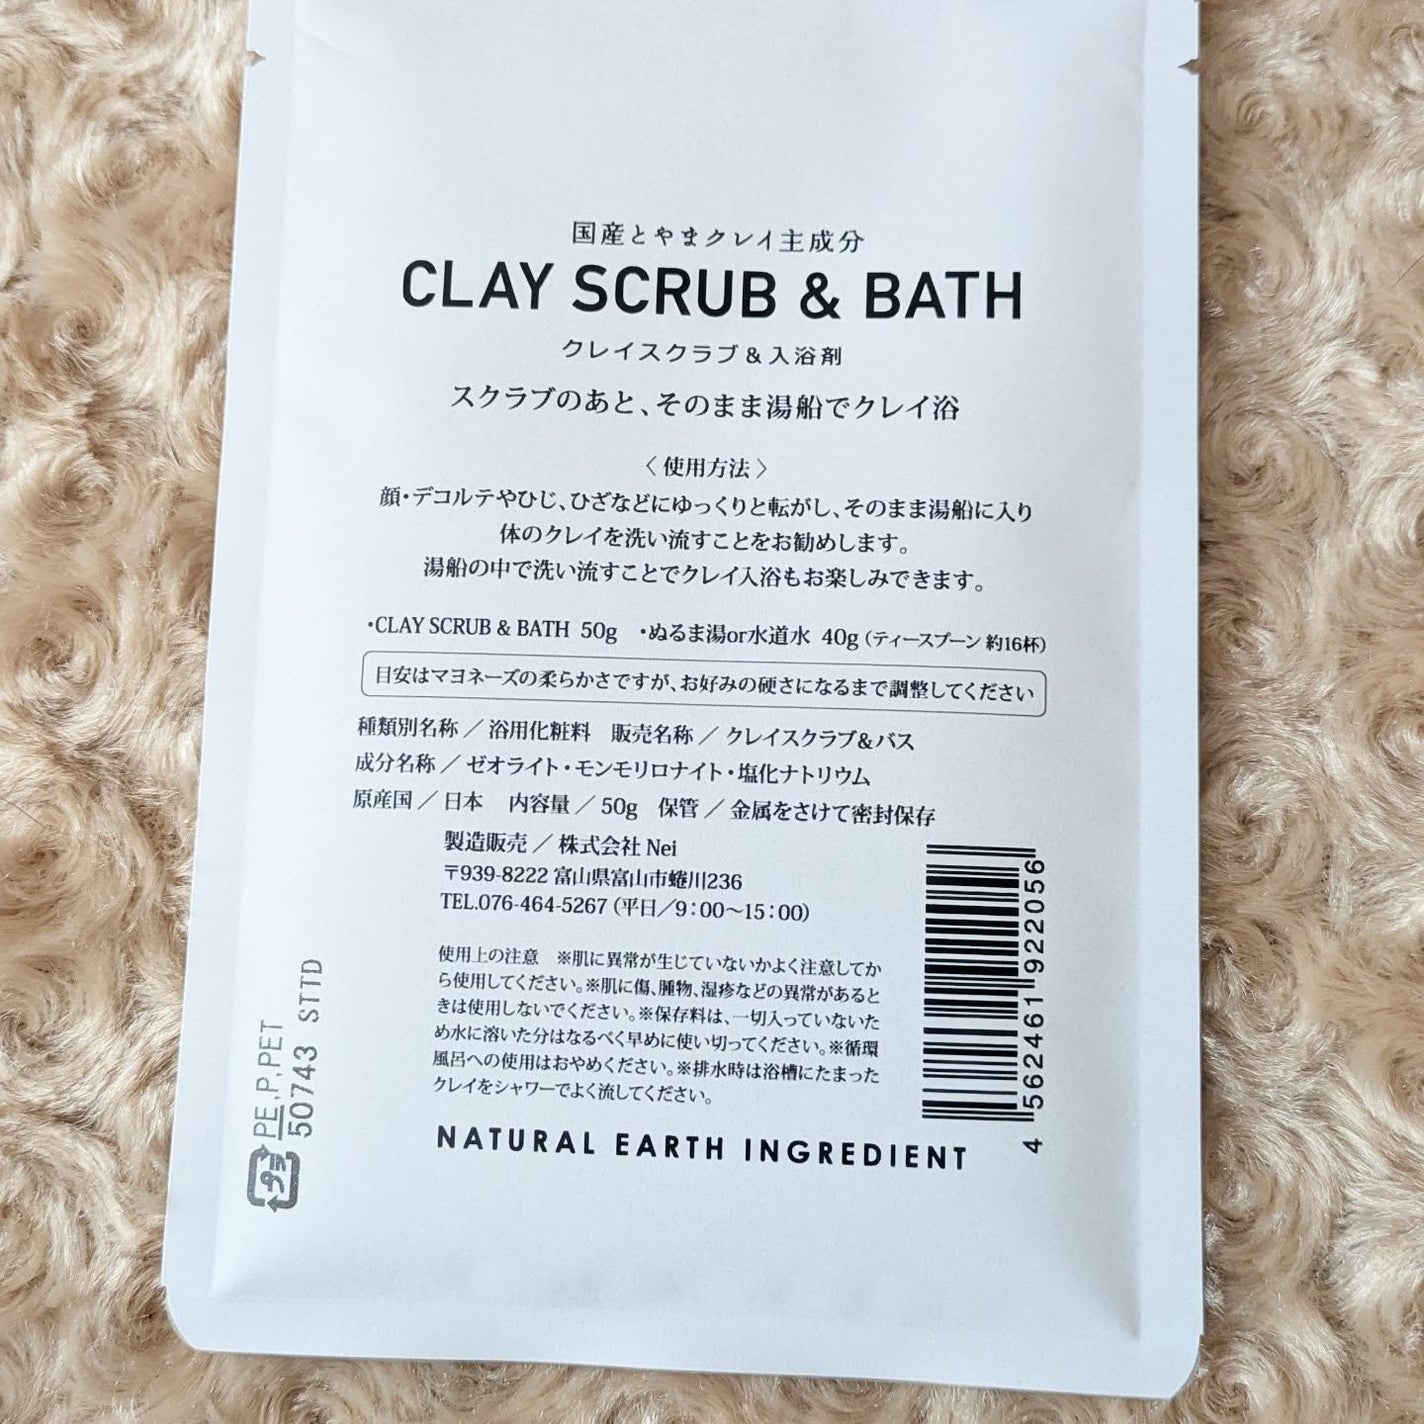 国産とやまクレイ主成分
CLAY SCRUB & BATH
クレイスクラブ&入浴剤
スクラブのあと、そのまま湯船でクレイ浴
〈使用方法〉
顔・デコルテやひじ、ひざなどにゆっくりと転がし、そのまま湯船に入り
体のクレイを洗い流すことをお勧めします。
湯船の中で洗い流すことでクレイ入浴もお楽しみできます。
・CLAY SCRUB & BATH 50g ・ぬるま湯or水道水 40g(ティースプーン 約16杯)
目安はマヨネーズの柔らかさですが、お好みの硬さになるまで調整してください
種類別名称／浴用化粧料 販売名称／クレイスクラブ&バス
成分名称／ゼオライト・モンモリロナイト・塩化ナトリウム
原産国／日本 内容量／50g 保管／金属をさけて密封保存
製造販売／株式会社 Nei
〒939-8222 富山県富山市蜷川236
TEL.076-464-5267(平日／9:00〜15:00)
使用上の注意 ※肌に異常が生じていないかよく注意してか
ら使用してください。※肌に傷、腫物、湿疹などの異常があると
きは使用しないでください。※保存料は、一切入っていないた
め水に溶いた分はなるべく早めに使い切ってください。※循環
風呂への使用はおやめください。※排水時は浴槽にたまった
クレイをシャワーでよく流してください。
NATURAL EARTH INGREDIENT
4 562461 922056
プラ
PE,P,PET
50743 STTD